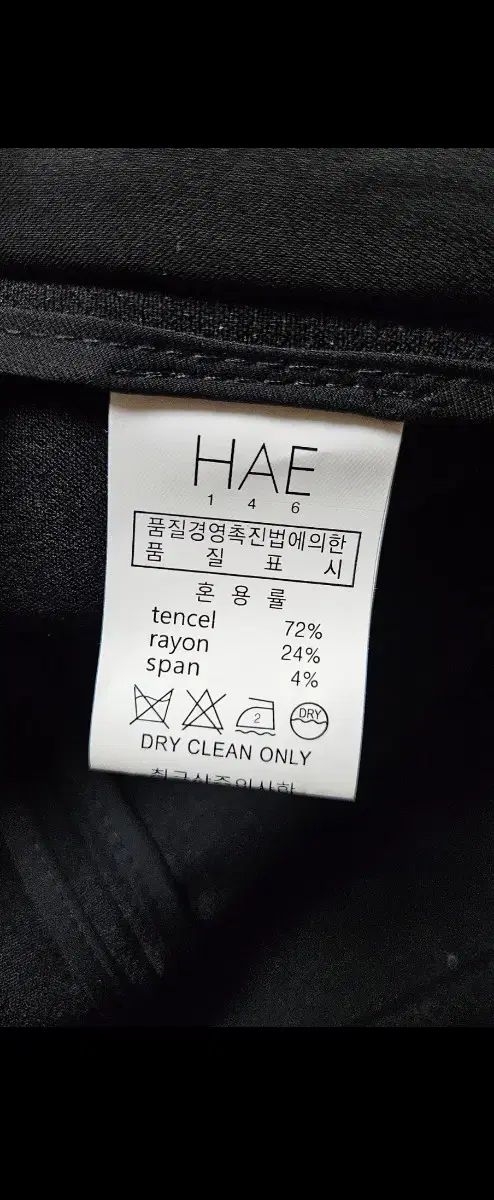 HAE
1 4 6
품질경영촉진법에의한
품 질 표 시
혼 용 률
tencel 72%
rayon 24%
span 4%
2 DRY
DRY CLEAN ONLY